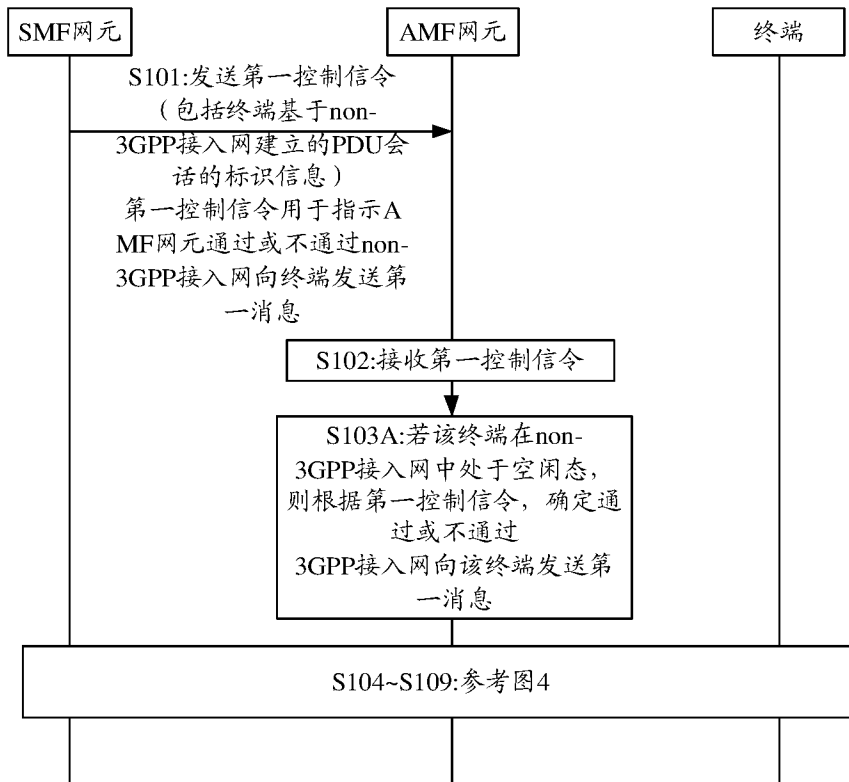 SMF网元
AMF网元
终端
S101:发送第一控制信令
（包括终端基于non-
3GPP接入网建立的PDU会
话的标识信息）
第一控制信令用于指示A
MF网元通过或不通过non-
3GPP接入网向终端发送第
一消息
S102:接收第一控制信令
S103A:若该终端在non-
3GPP接入网中处于空闲态，
则根据第一控制信令，确定通
过或不通过
3GPP接入网向该终端发送第
一消息
S104~S109:参考图4